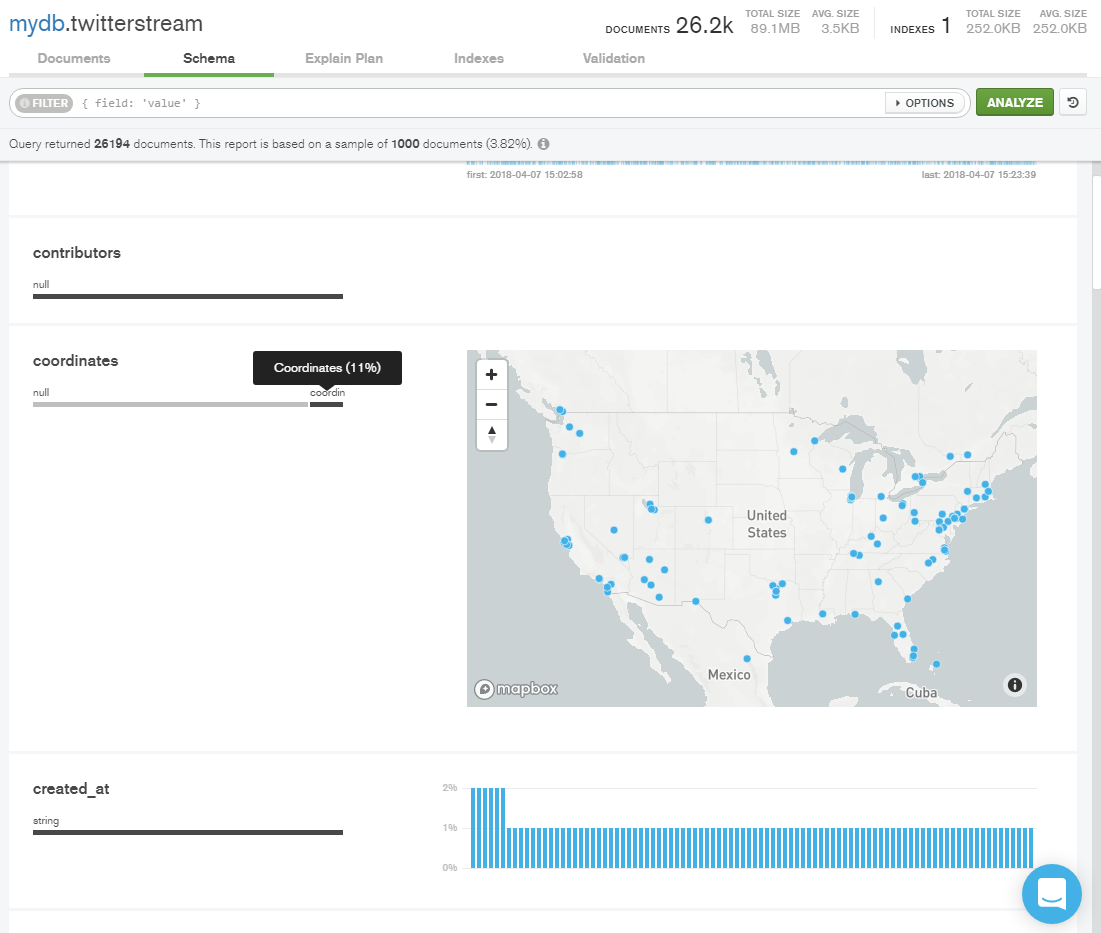 mydb.twitterstream
DOCUMENTS 26.2k TOTAL SIZE 89.1MB AVG. SIZE 3.5KB INDEXES 1 TOTAL SIZE 252.0KB AVG. SIZE 252.0KB
Documents Schema Explain Plan Indexes Validation
FILTER { field: 'value' } OPTIONS ANALYZE
Query returned 26194 documents. This report is based on a sample of 1000 documents (3.82%).
first: 2018-04-07 15:02:58 last: 2018-04-07 15:23:39
contributors
null
coordinates
Coordinates (11%)
null coordin
United
States
Mexico
Cuba
mapbox
created_at
string
2%
1%
0%